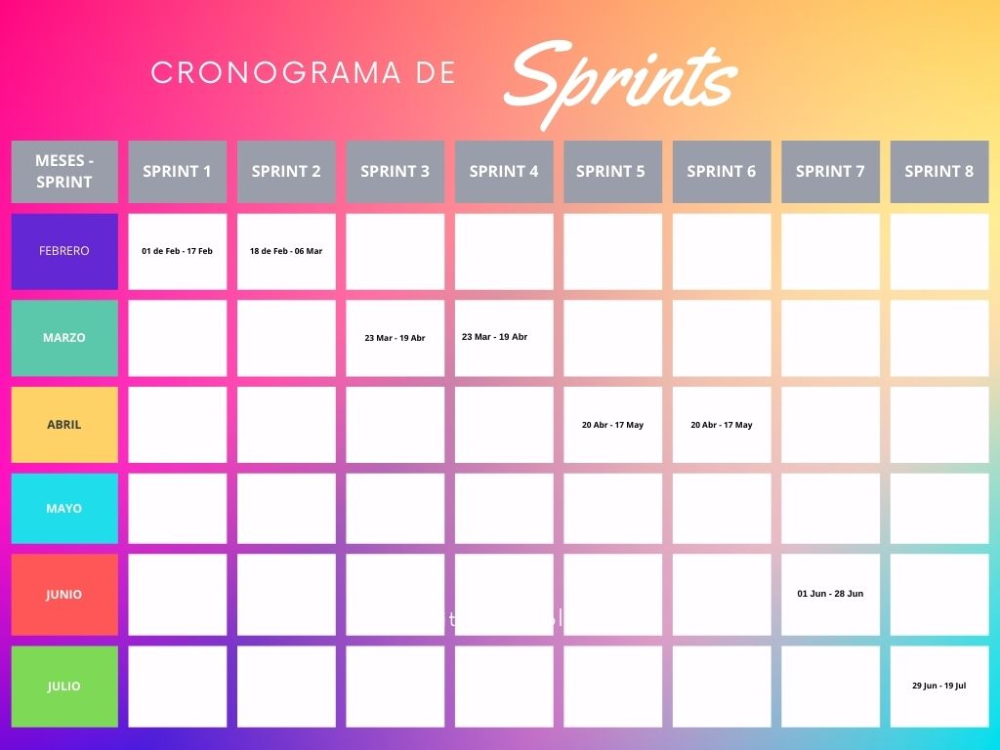 CRONOGRAMA DE Sprints
MESES - SPRINT
SPRINT 1
SPRINT 2
SPRINT 3
SPRINT 4
SPRINT 5
SPRINT 6
SPRINT 7
SPRINT 8
FEBRERO
01 de Feb - 17 Feb
18 de Feb - 06 Mar
MARZO
23 Mar - 19 Abr
23 Mar - 19 Abr
ABRIL
20 Abr - 17 May
20 Abr - 17 May
MAYO
JUNIO
01 Jun - 28 Jun
JULIO
29 Jun - 19 Jul